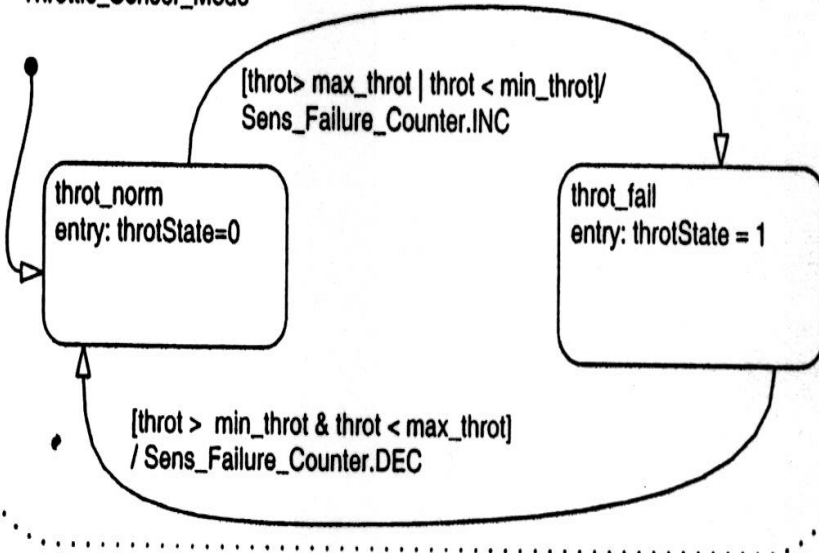 [throt> max_throt | throt < min_throt]/
Sens_Failure_Counter.INC
throt_norm
entry: throtState=0
throt_fail
entry: throtState = 1
[throt > min_throt & throt < max_throt]
/ Sens_Failure_Counter.DEC